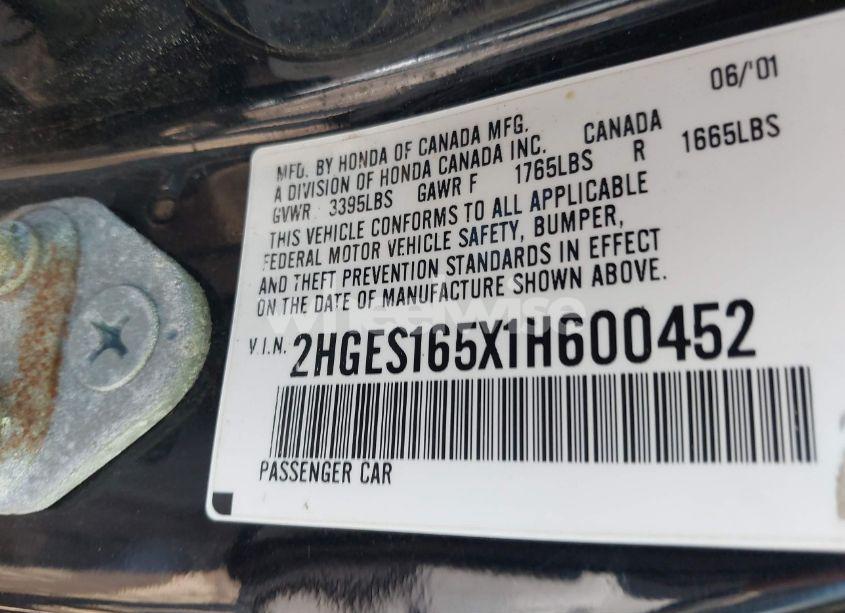 06/'01
MFD. BY HONDA OF CANADA MFG.
A DIVISION OF HONDA CANADA INC. CANADA
GVWR 3395LBS GAWR F 1765LBS R 1665LBS
THIS VEHICLE CONFORMS TO ALL APPLICABLE
FEDERAL MOTOR VEHICLE SAFETY, BUMPER,
AND THEFT PREVENTION STANDARDS IN EFFECT
ON THE DATE OF MANUFACTURE SHOWN ABOVE.
wheelwise
V.I.N. 2HGES165X1H600452
PASSENGER CAR